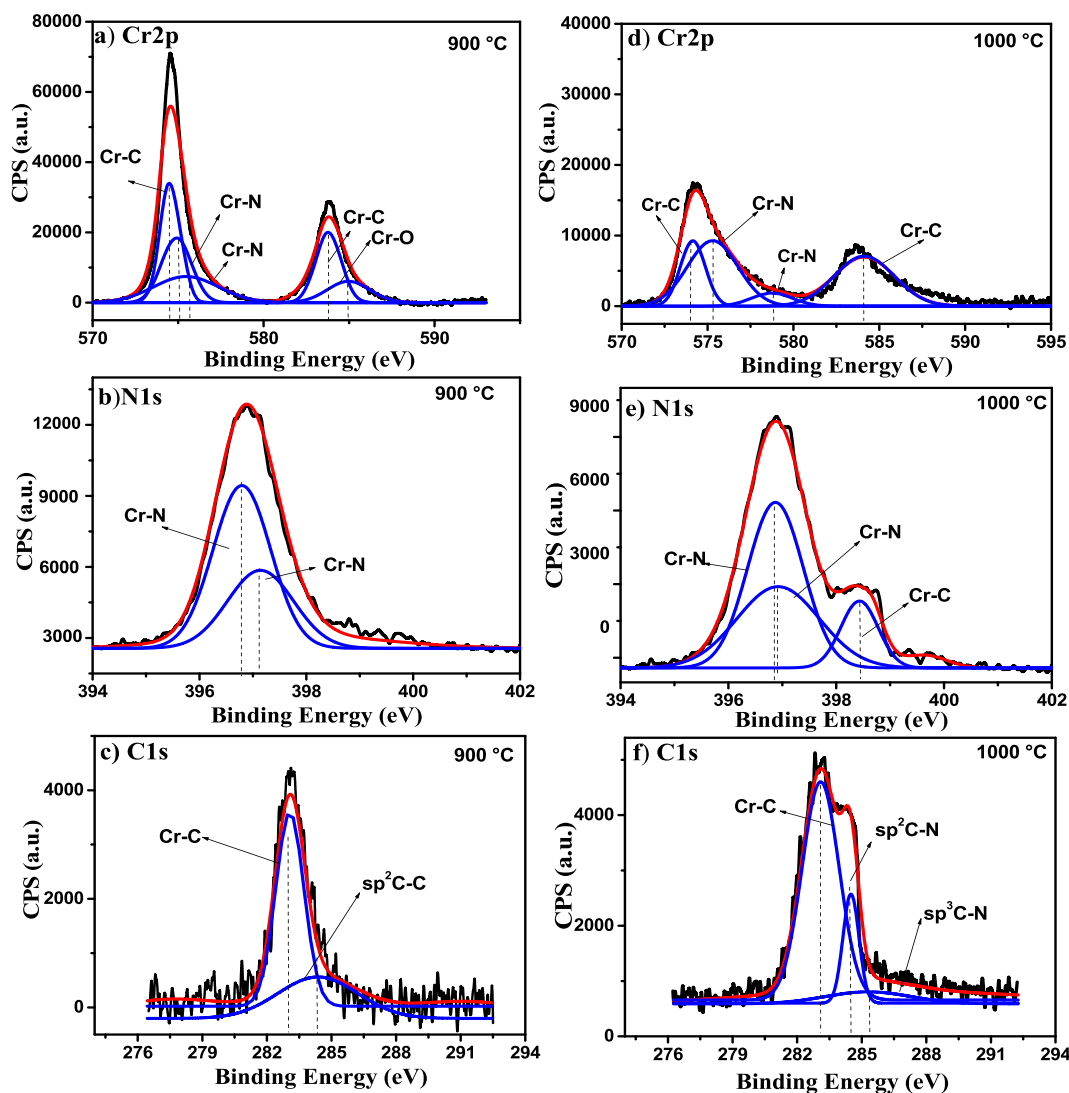 a) Cr2p
900 °C
CPS (a.u.)
80000
60000
40000
20000
0
Cr-C
Cr-N
Cr-N
Cr-C
Cr-O
570
580
590
Binding Energy (eV)
d) Cr2p
1000 °C
CPS (a.u.)
40000
30000
20000
10000
0
Cr-C
Cr-N
Cr-N
Cr-C
570
575
580
585
590
595
Binding Energy (eV)
b)N1s
900 °C
CPS (a.u.)
12000
9000
6000
3000
Cr-N
Cr-N
394
396
398
400
402
Binding Energy (eV)
e) N1s
1000 °C
CPS (a.u.)
9000
6000
3000
0
Cr-N
Cr-N
Cr-C
394
396
398
400
402
Binding Energy (eV)
c) C1s
900 °C
CPS (a.u.)
4000
2000
0
Cr-C
sp²C-C
276
279
282
285
288
291
294
Binding Energy (eV)
f) C1s
1000 °C
CPS (a.u.)
4000
2000
0
Cr-C
sp²C-N
sp³C-N
276
279
282
285
288
291
294
Binding Energy (eV)